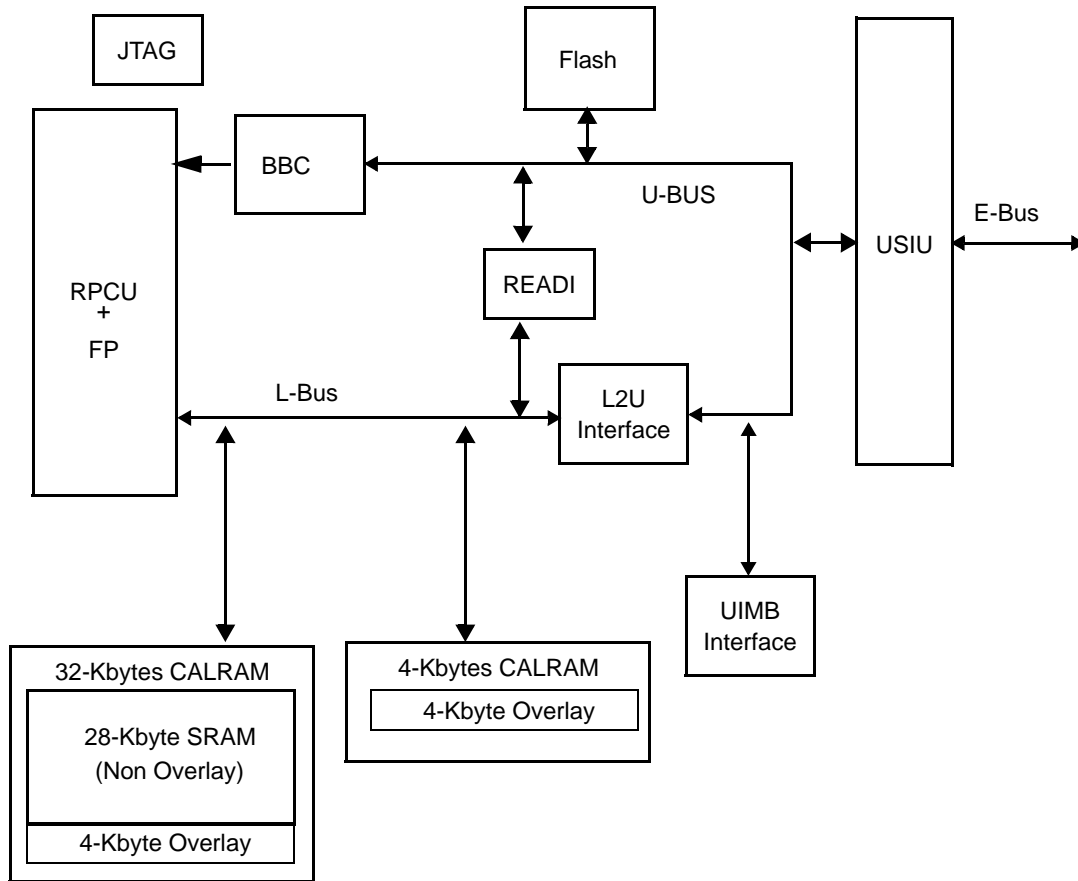 JTAG
Flash
BBC
U-BUS
E-Bus
USIU
READI
RPCU
+
FP
L-Bus
L2U
Interface
UIMB
Interface
32-Kbytes CALRAM
28-Kbyte SRAM
(Non Overlay)
4-Kbyte Overlay
4-Kbytes CALRAM
4-Kbyte Overlay